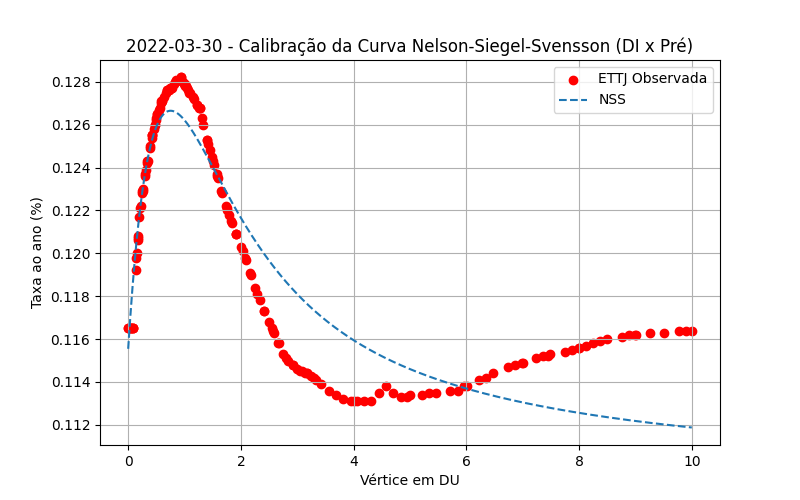 2022-03-30 - Calibração da Curva Nelson-Siegel-Svensson (DI x Pré)
ETTJ Observada
NSS
Taxa ao ano (%)
0.128
0.126
0.124
0.122
0.120
0.118
0.116
0.114
0.112
0 2 4 6 8 10
Vértice em DU